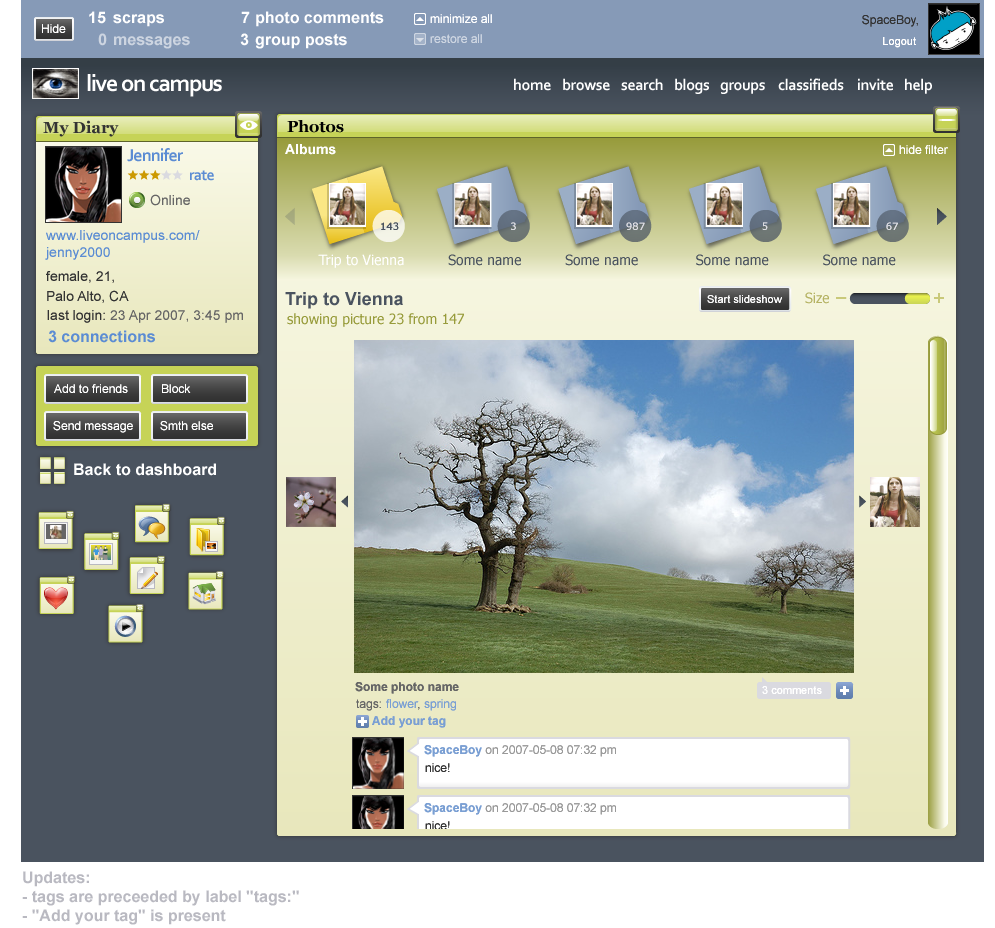 Hide
15 scraps
0 messages
7 photo comments
3 group posts
minimize all
restore all
SpaceBoy,
Logout
live on campus
home browse search blogs groups classifieds invite help
My Diary
Jennifer
rate
Online
www.liveoncampus.com/
jenny2000
female, 21,
Palo Alto, CA
last login: 23 Apr 2007, 3:45 pm
3 connections
Add to friends
Block
Send message
Smth else
Back to dashboard
Photos
Albums
hide filter
143
3
987
5
67
Trip to Vienna
Some name
Some name
Some name
Some name
Trip to Vienna
showing picture 23 from 147
Start slideshow
Size
Some photo name
tags: flower, spring
Add your tag
3 comments
SpaceBoy on 2007-05-08 07:32 pm
nice!
SpaceBoy on 2007-05-08 07:32 pm
nice!
Updates:
- tags are preceeded by label "tags:"
- "Add your tag" is present